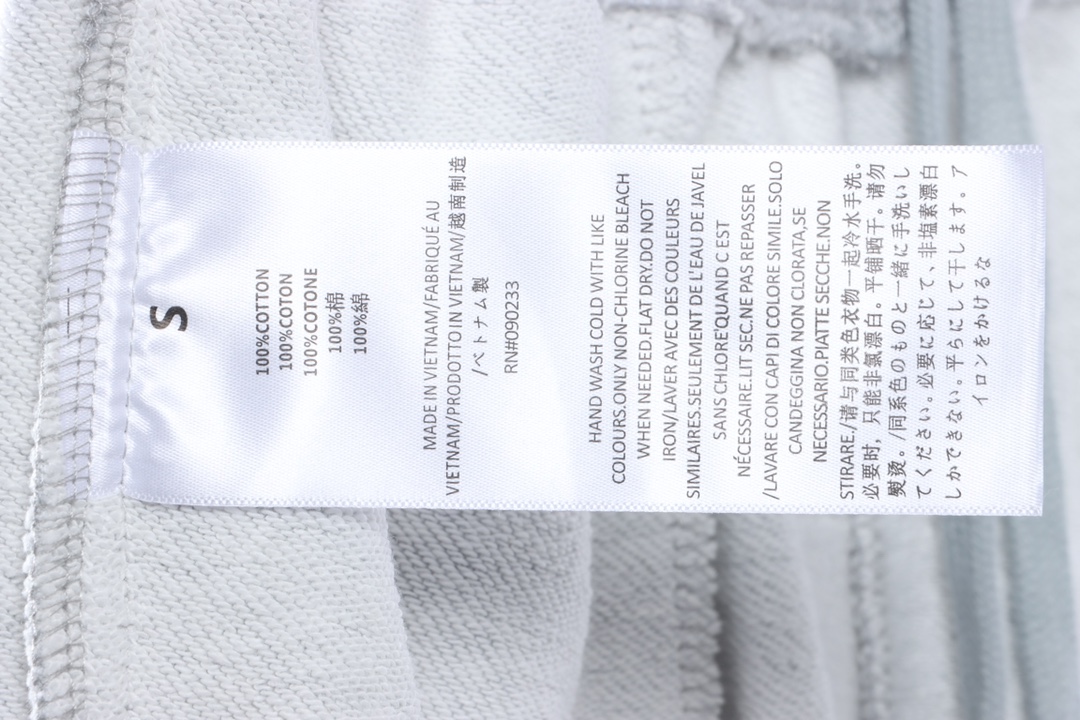 S
100%COTTON
100%COTON
100%COTONE
100%棉
100%綿
MADE IN VIETNAM/FABRIQUÉ AU
VIETNAM/PRODOTTO IN VIETNAM/越南制造
/ベトナム製
RN#090233
HAND WASH COLD WITH LIKE
COLOURS.ONLY NON-CHLORINE BLEACH
WHEN NEEDED.FLAT DRY.DO NOT
IRON/LAVER AVEC DES COULEURS
SIMILAIRES.SEULEMENT DE L'EAU DE JAVEL
SANS CHLORE'QUAND C EST
NÉCESSAIRE.LIT SEC.NE PAS REPASSER
/LAVARE CON CAPI DI COLORE SIMILE.SOLO
CANDEGGINA NON CLORATA,SE
NECESSARIO.PIATTE SECCHE.NON
STIRARE./请与同类色衣物一起冷水手洗。
必要时，只能非氯漂白。平铺晒干。请勿
熨烫。/同系色のものと一緒に手洗いし
てください。必要に応じて、非塩素漂白
しかできない。平らにして干します。ア
イロンをかけるな